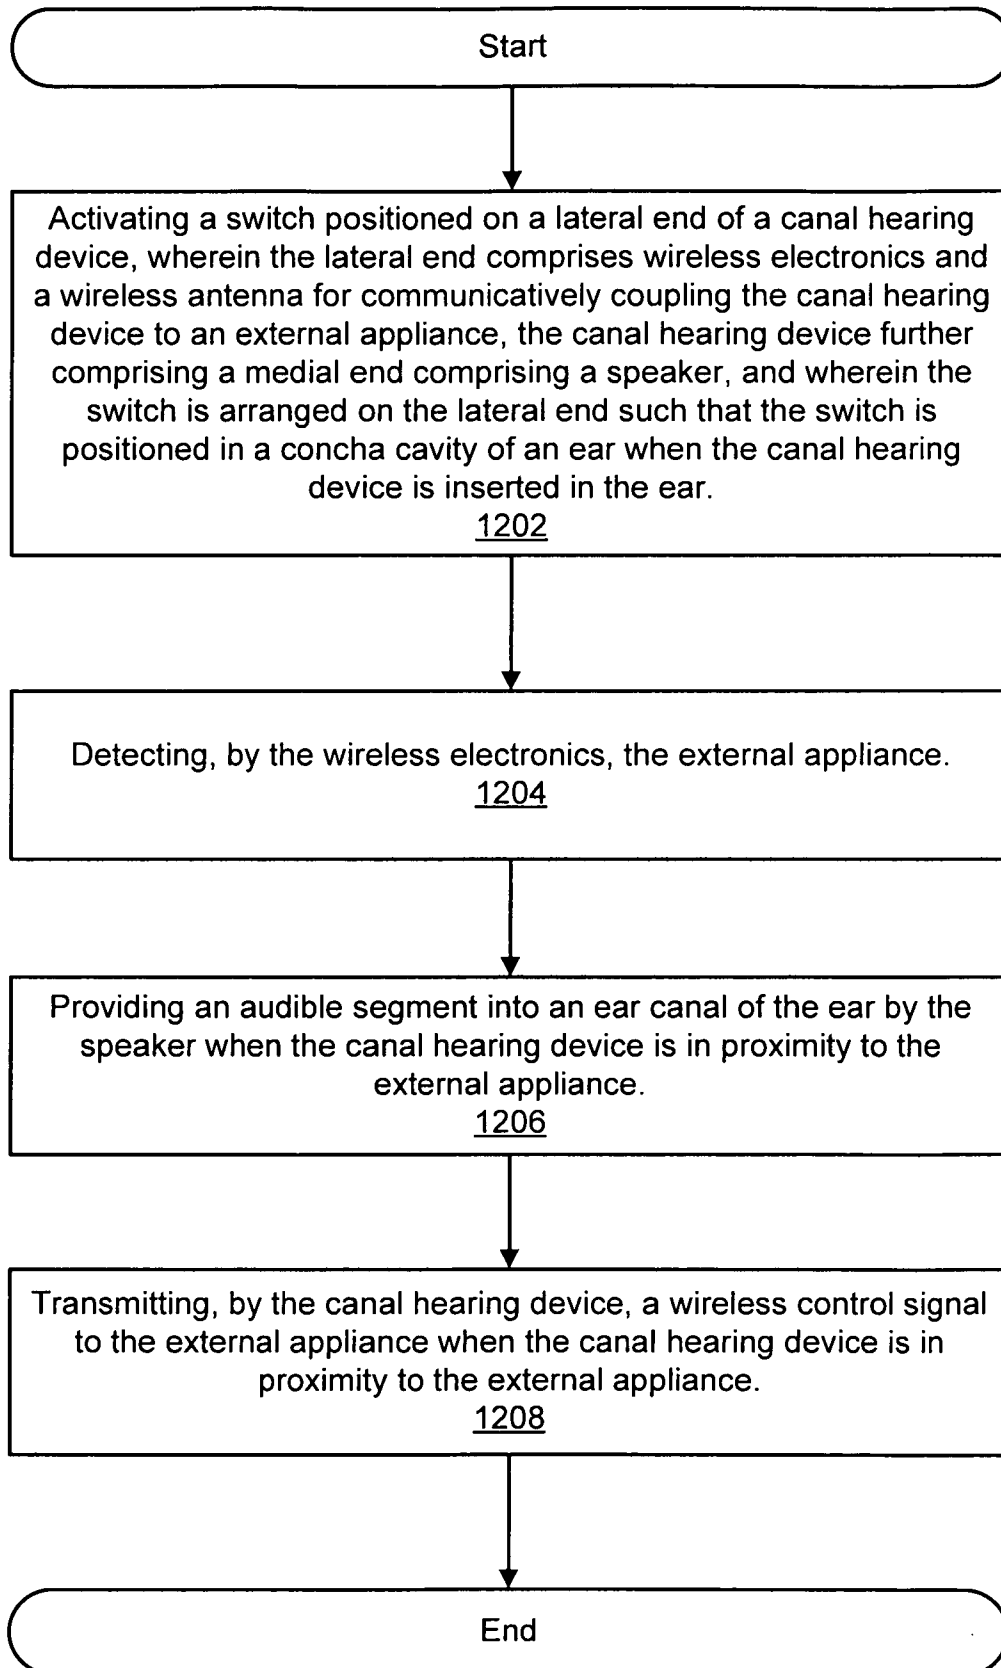 Start
Activating a switch positioned on a lateral end of a canal hearing
device, wherein the lateral end comprises wireless electronics and
a wireless antenna for communicatively coupling the canal hearing
device to an external appliance, the canal hearing device further
comprising a medial end comprising a speaker, and wherein the
switch is arranged on the lateral end such that the switch is
positioned in a concha cavity of an ear when the canal hearing
device is inserted in the ear.
1202
Detecting, by the wireless electronics, the external appliance.
1204
Providing an audible segment into an ear canal of the ear by the
speaker when the canal hearing device is in proximity to the
external appliance.
1206
Transmitting, by the canal hearing device, a wireless control signal
to the external appliance when the canal hearing device is in
proximity to the external appliance.
1208
End